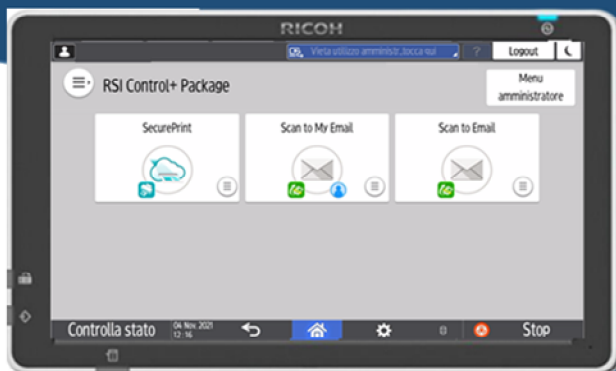 RICOH
Vieta utilizzo amministr.,tocca qui
?
Logout
RSI Control+ Package
Menu
amministratore
SecurePrint
Scan to My Email
Scan to Email
Controlla stato
04 Nov. 2021
12:16
Stop